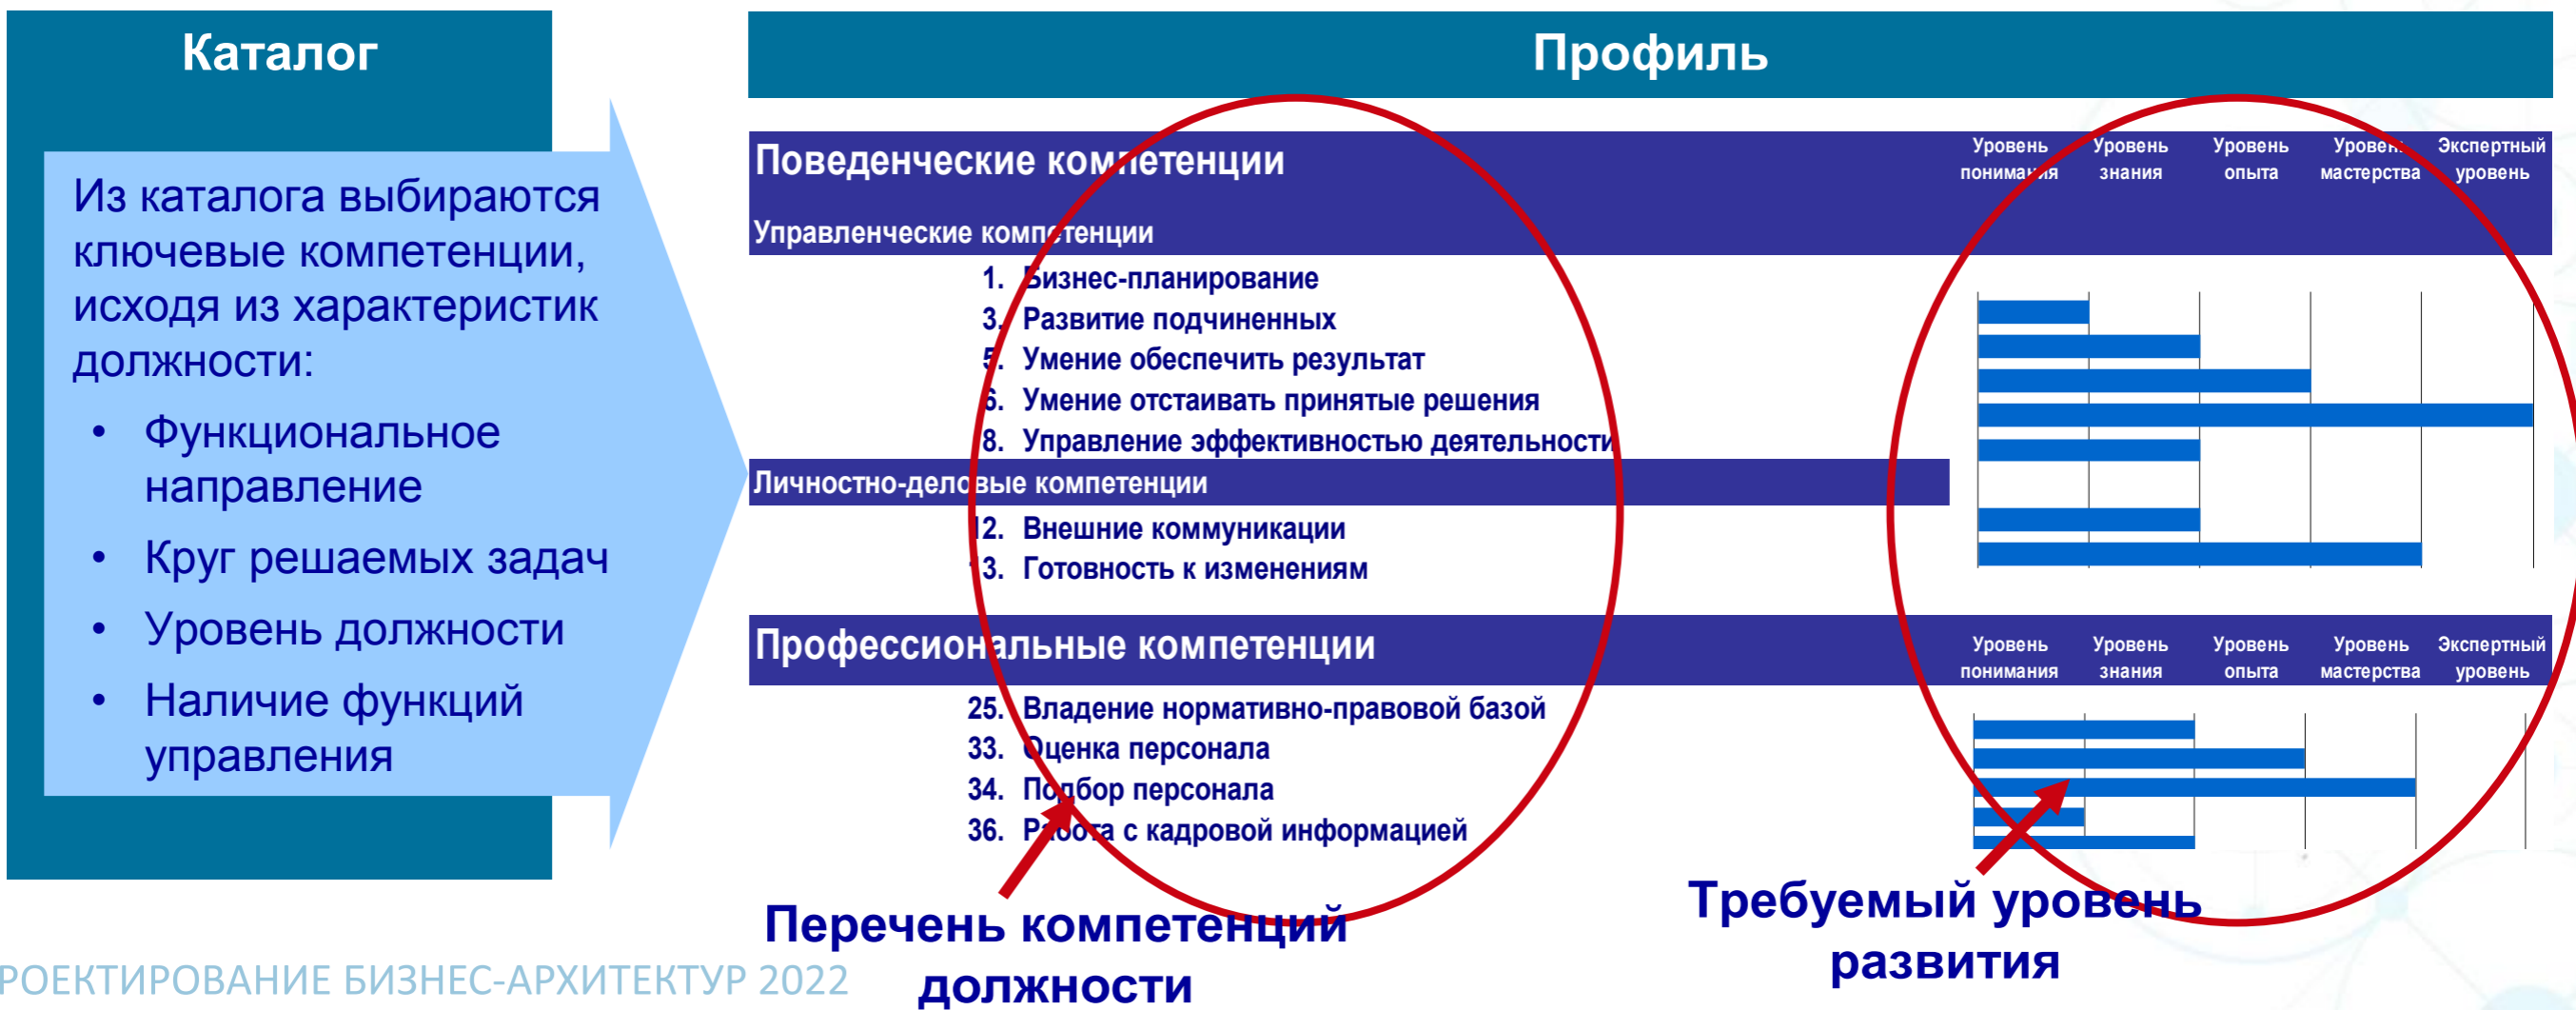 Каталог
Из каталога выбираются
ключевые компетенции,
исходя из характеристик
должности:
• Функциональное
направление
• Круг решаемых задач
• Уровень должности
• Наличие функций
управления
Профиль
Поведенческие компетенции
Уровень понимания
Уровень знания
Уровень опыта
Уровень мастерства
Экспертный уровень
Управленческие компетенции
1. Бизнес-планирование
3. Развитие подчиненных
5. Умение обеспечить результат
6. Умение отстаивать принятые решения
8. Управление эффективностью деятельности
Личностно-деловые компетенции
12. Внешние коммуникации
13. Готовность к изменениям
Профессиональные компетенции
Уровень понимания
Уровень знания
Уровень опыта
Уровень мастерства
Экспертный уровень
25. Владение нормативно-правовой базой
33. Оценка персонала
34. Подбор персонала
36. Работа с кадровой информацией
Перечень компетенций
должности
Требуемый уровень
развития
РОЕКТИРОВАНИЕ БИЗНЕС-АРХИТЕКТУР 2022